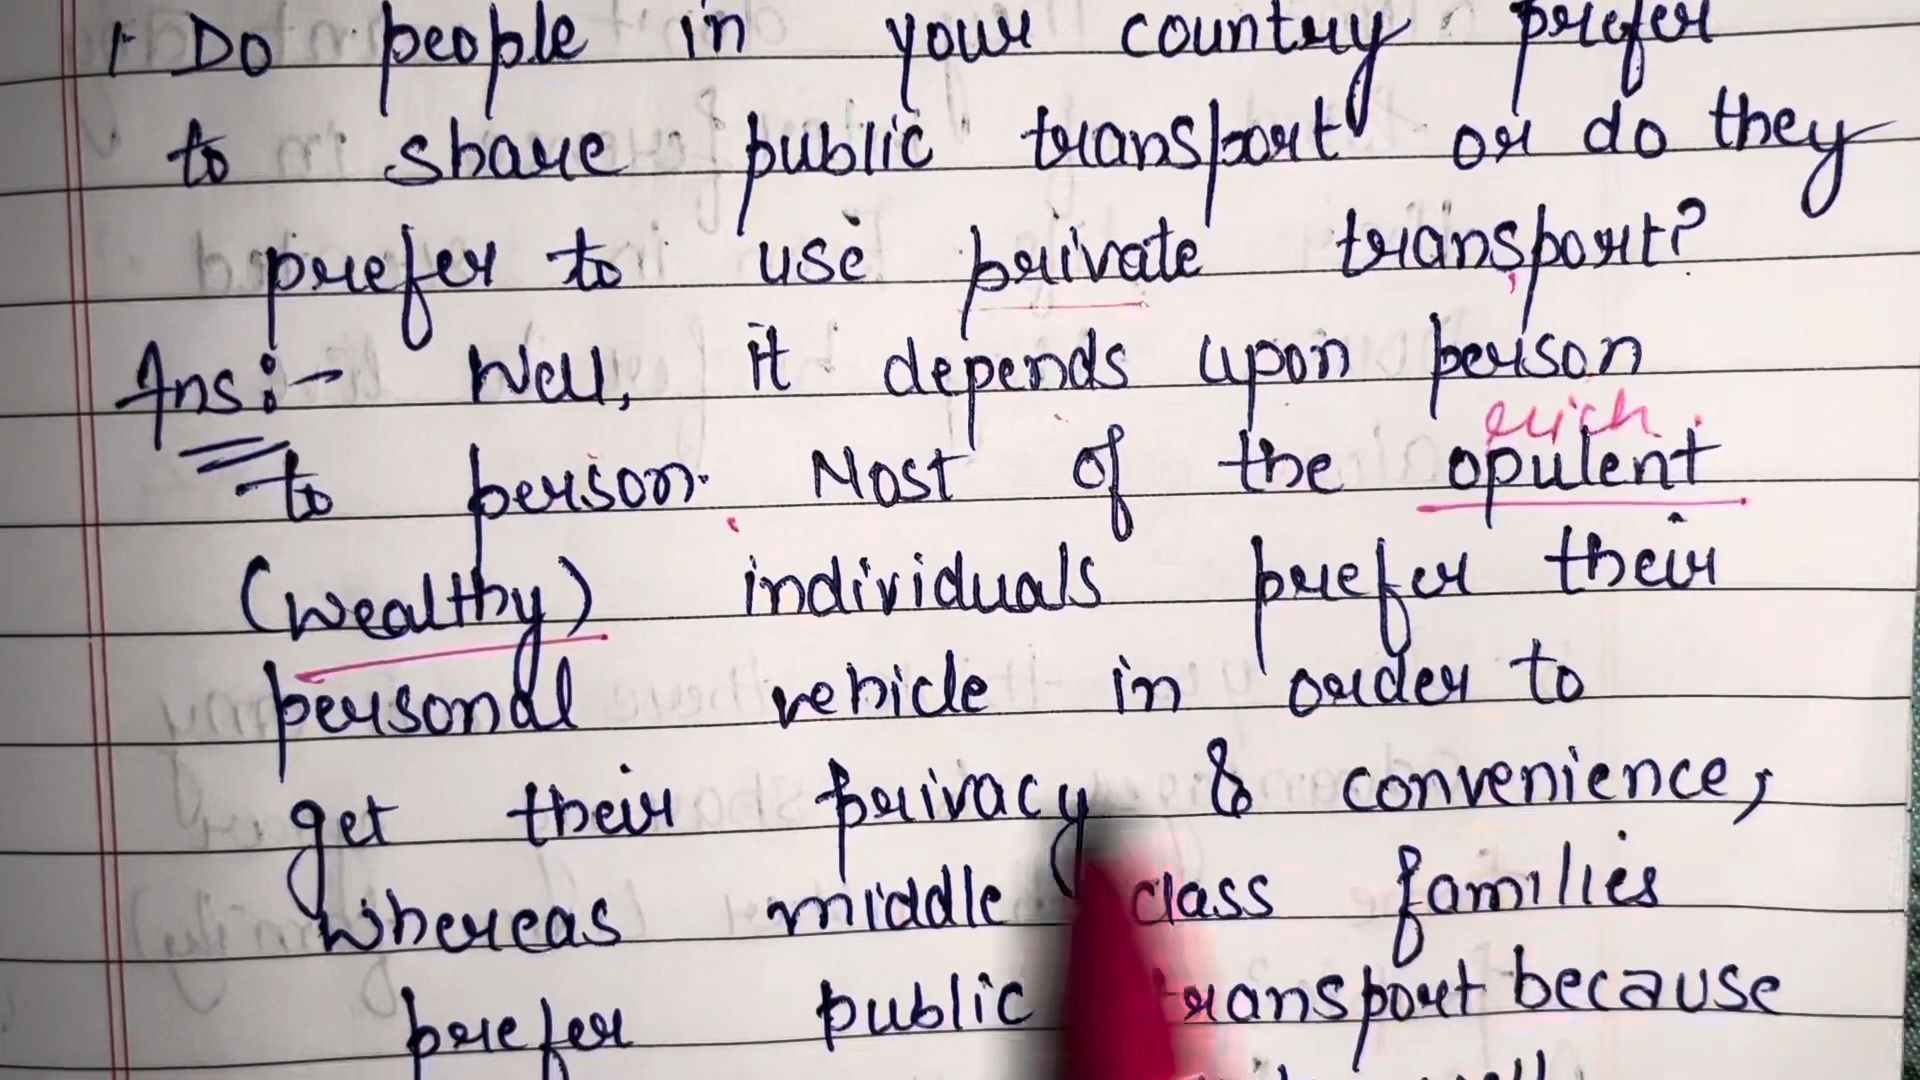 1. Do people in your country prefer
to share public transport or do they
prefer to use private transport?
Ans:- Well, it depends upon person
rich
to person. Most of the opulent
(wealthy) individuals prefer their
personal vehicle in order to
get their privacy & convenience,
whereas middle class families
prefer public transport because